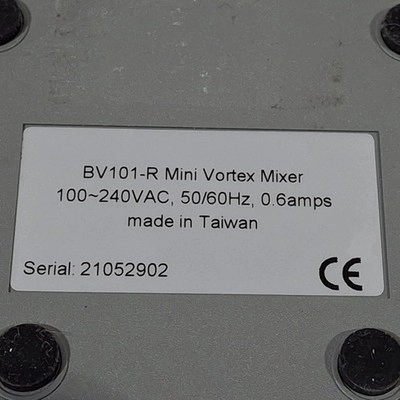 BV101-R Mini Vortex Mixer
100~240VAC, 50/60Hz, 0.6amps
made in Taiwan
Serial: 21052902 CE